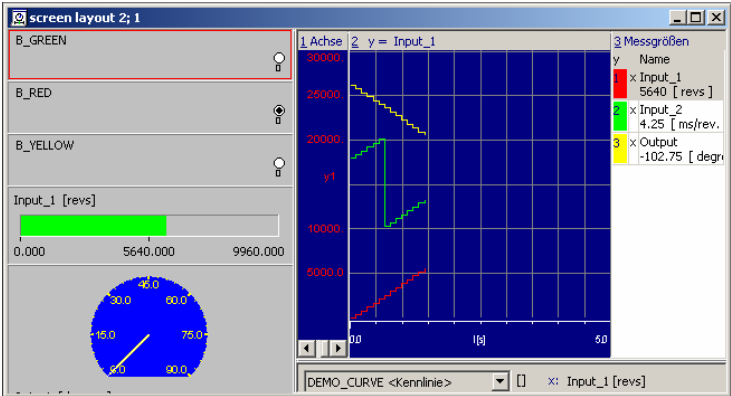 screen layout 2; 1
B_GREEN
B_RED
B_YELLOW
Input_1 [revs]
0.000 5640.000 9960.000
45.0
30.0 60.0
15.0 75.0
0.0 90.0
1 Achse 2 y = Input_1
30000.
25000.
20000.
y1
10000.
5000.0
0.0 t[s] 5.0
3 Messgrößen
y Name
1 x Input_1
5640 [ revs ]
2 x Input_2
4.25 [ ms/rev.
3 x Output
-102.75 [ degr
DEMO_CURVE <Kennlinie> [] x: Input_1 [revs]